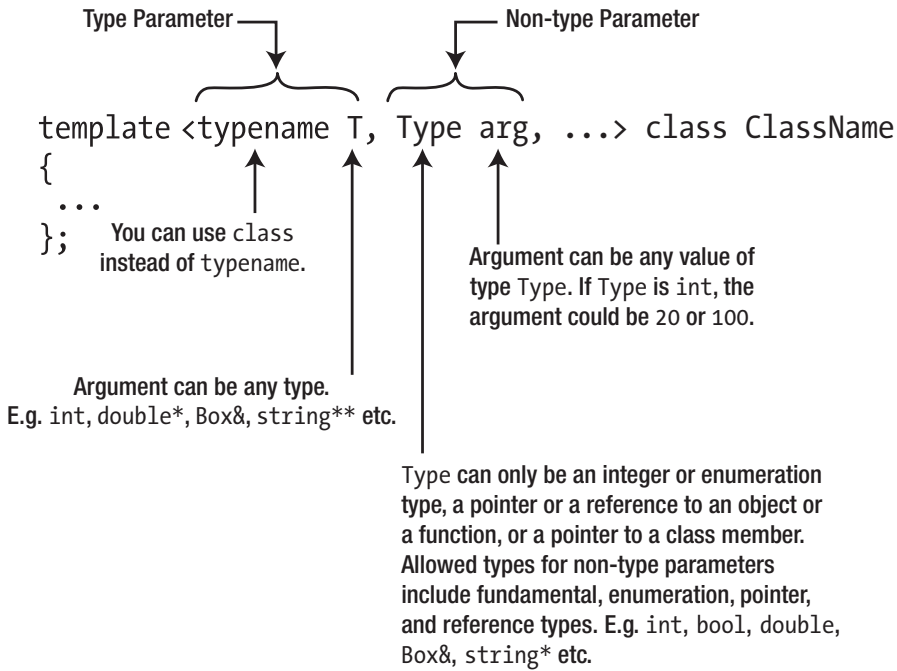 Type Parameter
Non-type Parameter
template <typename T, Type arg, ...> class ClassName
{
...
};
You can use class
instead of typename.
Argument can be any value of
type Type. If Type is int, the
argument could be 20 or 100.
Argument can be any type.
E.g. int, double*, Box&, string** etc.
Type can only be an integer or enumeration
type, a pointer or a reference to an object or
a function, or a pointer to a class member.
Allowed types for non-type parameters
include fundamental, enumeration, pointer,
and reference types. E.g. int, bool, double,
Box&, string* etc.